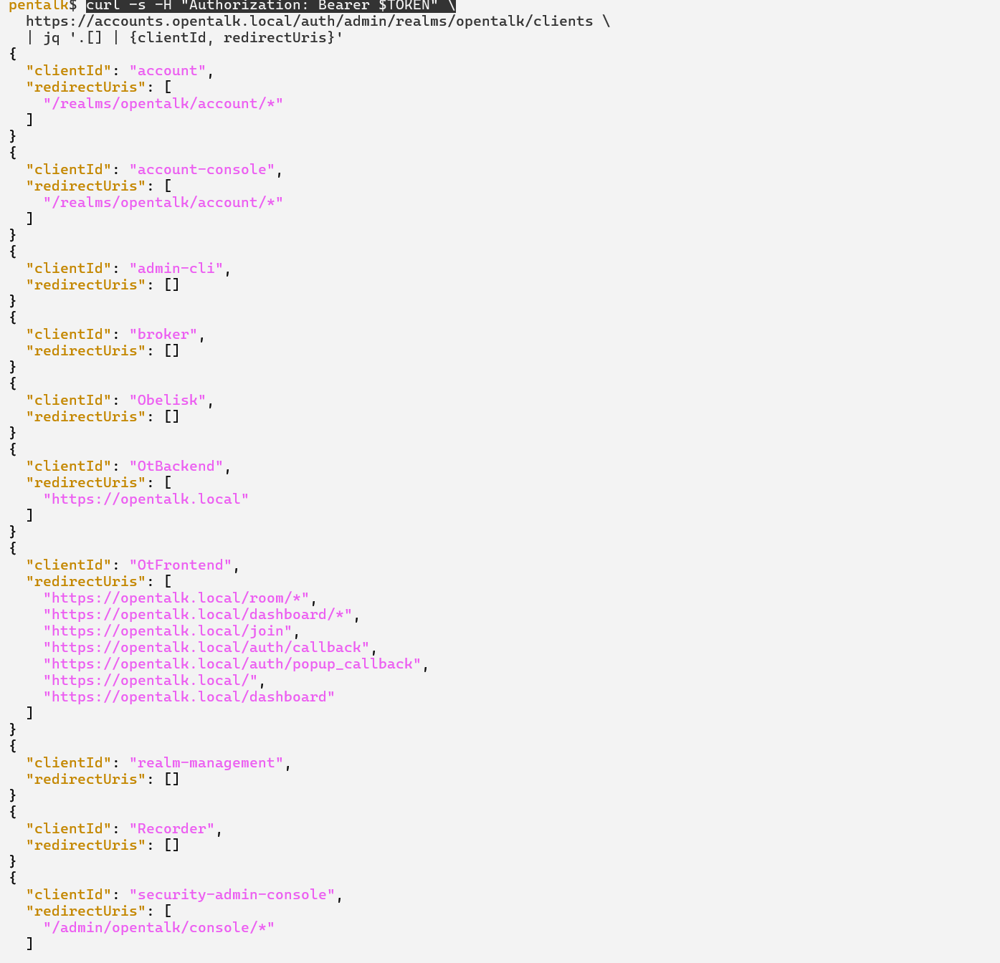 pentalk$ curl -s -H "Authorization: Bearer $TOKEN" \
  https://accounts.opentalk.local/auth/admin/realms/opentalk/clients \
  | jq '.[] | {clientId, redirectUris}'
{
  "clientId": "account",
  "redirectUris": [
    "/realms/opentalk/account/*"
  ]
}
{
  "clientId": "account-console",
  "redirectUris": [
    "/realms/opentalk/account/*"
  ]
}
{
  "clientId": "admin-cli",
  "redirectUris": []
}
{
  "clientId": "broker",
  "redirectUris": []
}
{
  "clientId": "Obelisk",
  "redirectUris": []
}
{
  "clientId": "OtBackend",
  "redirectUris": [
    "https://opentalk.local"
  ]
}
{
  "clientId": "OtFrontend",
  "redirectUris": [
    "https://opentalk.local/room/*",
    "https://opentalk.local/dashboard/*",
    "https://opentalk.local/join",
    "https://opentalk.local/auth/callback",
    "https://opentalk.local/auth/popup_callback",
    "https://opentalk.local/",
    "https://opentalk.local/dashboard"
  ]
}
{
  "clientId": "realm-management",
  "redirectUris": []
}
{
  "clientId": "Recorder",
  "redirectUris": []
}
{
  "clientId": "security-admin-console",
  "redirectUris": [
    "/admin/opentalk/console/*"
  ]